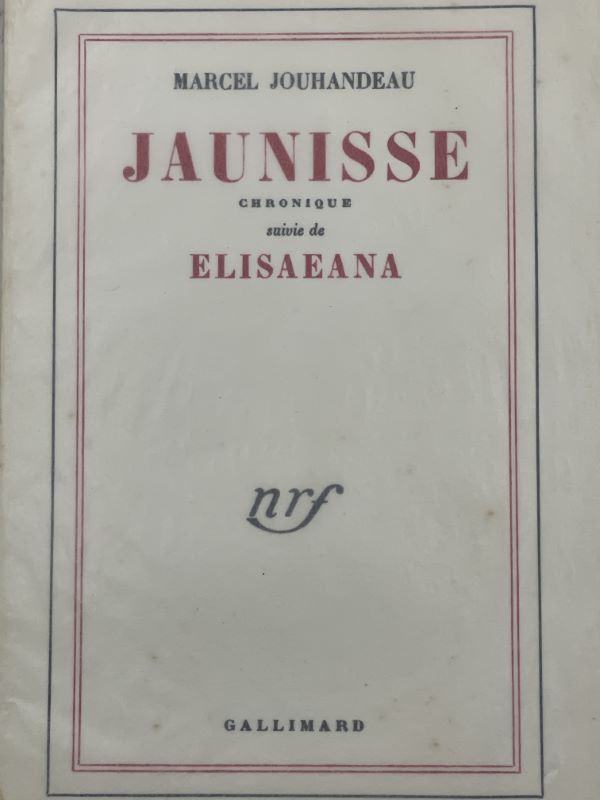 MARCEL JOUHANDEAU
JAUNISSE
CHRONIQUE
suivie de
ELISAEANA
nrf
GALLIMARD